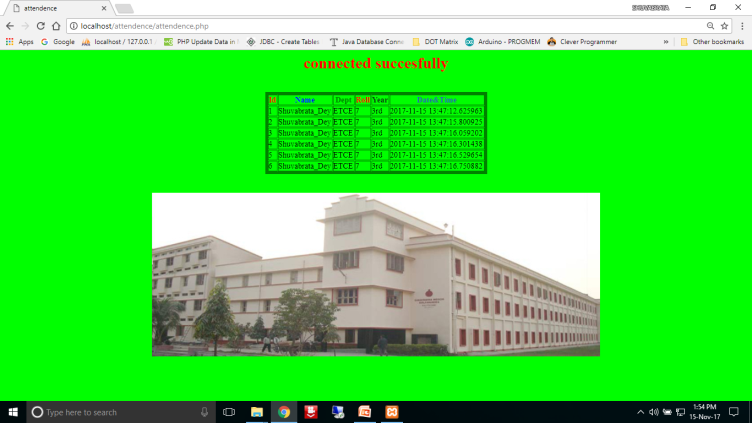 attendence
SHUVABRATA
localhost/attendence/attendence.php
Apps Google localhost / 127.0.0.1 PHP Update Data in JDBC - Create Tables Java Database Conne DOT Matrix Arduino - PROGMEM Clever Programmer » Other bookmarks
connected succesfully
Id Name Dept Roll Year Date&Time
1 Shuvabrata_Dey ETCE 7 3rd 2017-11-15 13:47:12.625963
2 Shuvabrata_Dey ETCE 7 3rd 2017-11-15 13:47:15.800925
3 Shuvabrata_Dey ETCE 7 3rd 2017-11-15 13:47:16.059202
4 Shuvabrata_Dey ETCE 7 3rd 2017-11-15 13:47:16.301438
5 Shuvabrata_Dey ETCE 7 3rd 2017-11-15 13:47:16.529654
6 Shuvabrata_Dey ETCE 7 3rd 2017-11-15 13:47:16.750882
Type here to search
1:54 PM
15-Nov-17